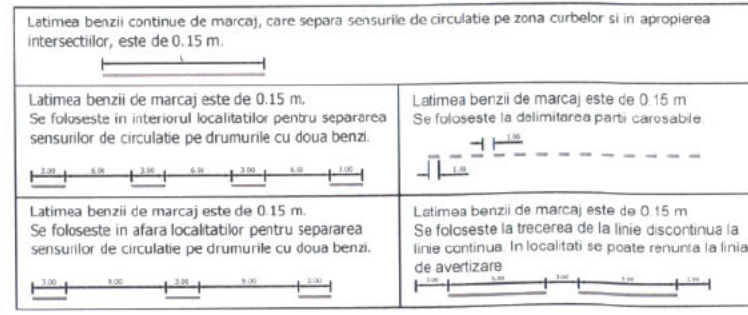 Latimea benzii continue de marcaj, care separa sensurile de circulatie pe zona curbelor si in apropierea
intersectiilor, este de 0.15 m.
L
Latimea benzii de marcaj este de 0.15 m.
Se foloseste in interiorul localitatilor pentru separarea
sensurilor de circulatie pe drumurile cu doua benzi.
3.00 6.00 3.00 6.00 3.00 6.00 3.00
Latimea benzii de marcaj este de 0.15 m
Se foloseste la delimitarea partii carosabile.
1.00
1.00
Latimea benzii de marcaj este de 0.15 m.
Se foloseste in afara localitatilor pentru separarea
sensurilor de circulatie pe drumurile cu doua benzi.
3.00 9.00 3.00 9.00 3.00
Latimea benzii de marcaj este de 0.15 m
Se foloseste la trecerea de la linie discontinua la
linie continua. In localitati se poate renunta la linia
de avertizare
3.00 3.00 3.00